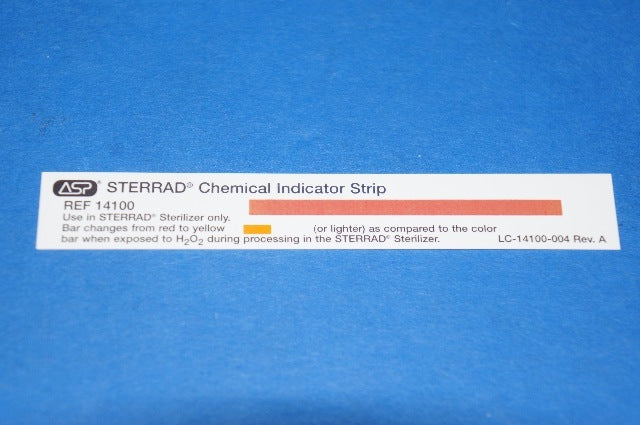 ASP® STERRAD® Chemical Indicator Strip
REF 14100
Use in STERRAD® Sterilizer only.
Bar changes from red to yellow (or lighter) as compared to the color
bar when exposed to H₂O₂ during processing in the STERRAD® Sterilizer. LC-14100-004 Rev. A